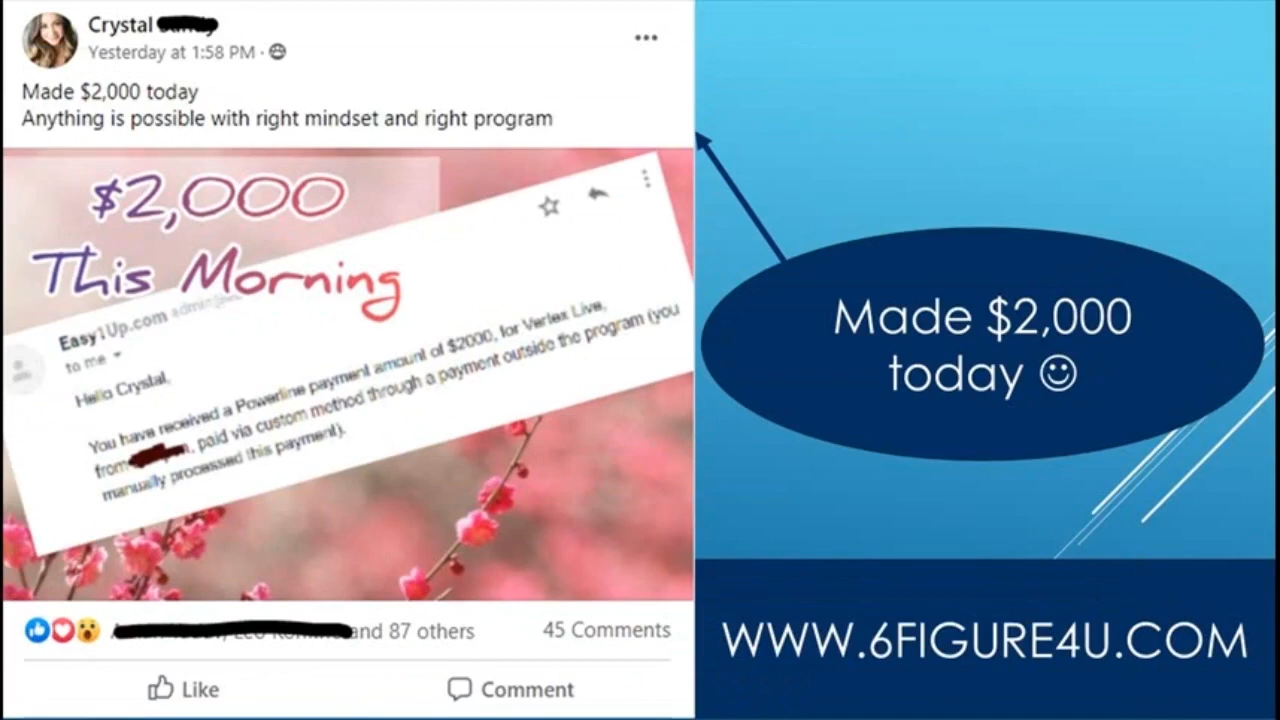 Crystal
Yesterday at 1:58 PM ·
Made $2,000 today
Anything is possible with right mindset and right program
$2,000
This Morning
Easy1Up.com
to me
Hello Crystal,
You have received a Powerline payment amount of $2000, for Vertex Live,
from , paid via custom method through a payment outside the program (you
manually processed this payment).
and 87 others
45 Comments
Like
Comment
Made $2,000
today ☺
WWW.6FIGURE4U.COM